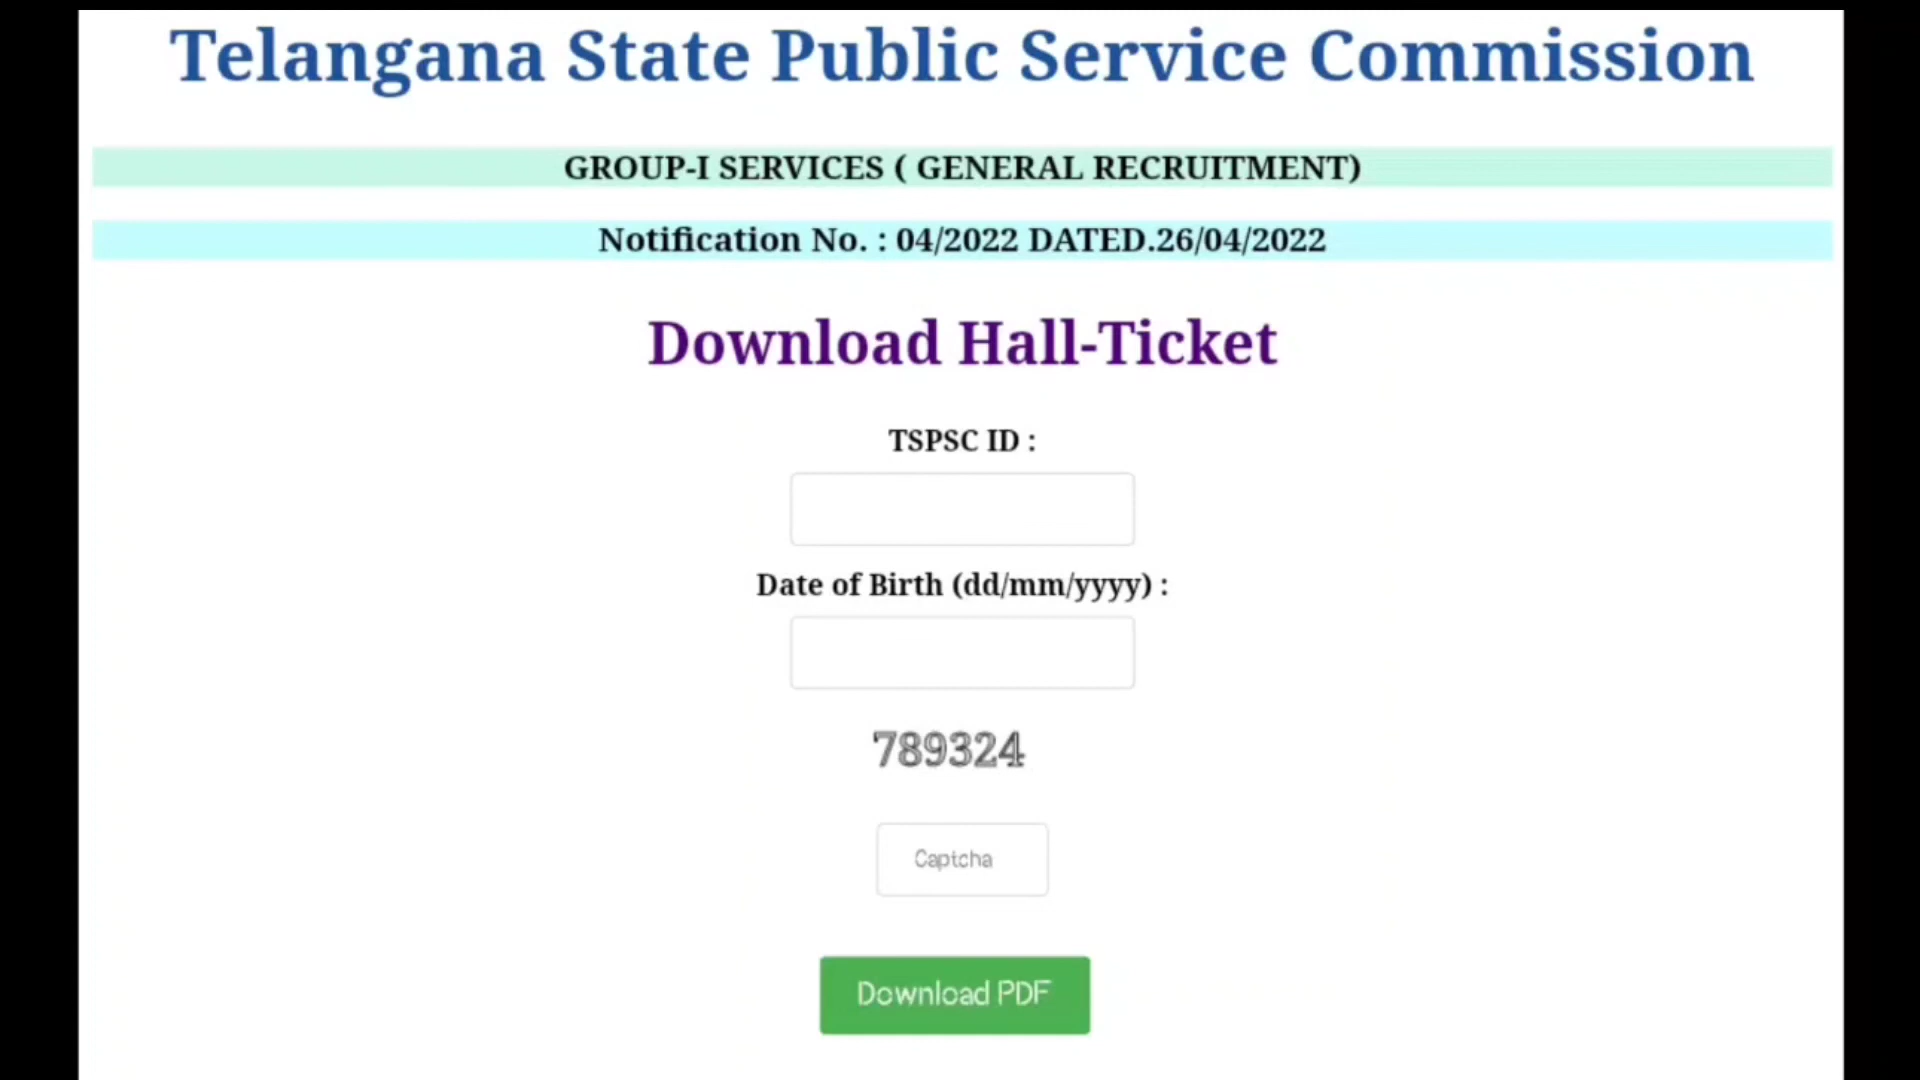 Telangana State Public Service Commission
GROUP-I SERVICES ( GENERAL RECRUITMENT)
Notification No. : 04/2022 DATED.26/04/2022
Download Hall-Ticket
TSPSC ID :
Date of Birth (dd/mm/yyyy) :
789324
Captcha
Download PDF